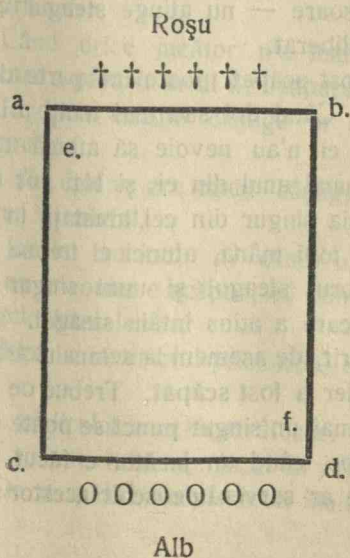 Roşu
† † † † † †
a. b.
e.
f.
c. d.
O O O O O O O
Alb